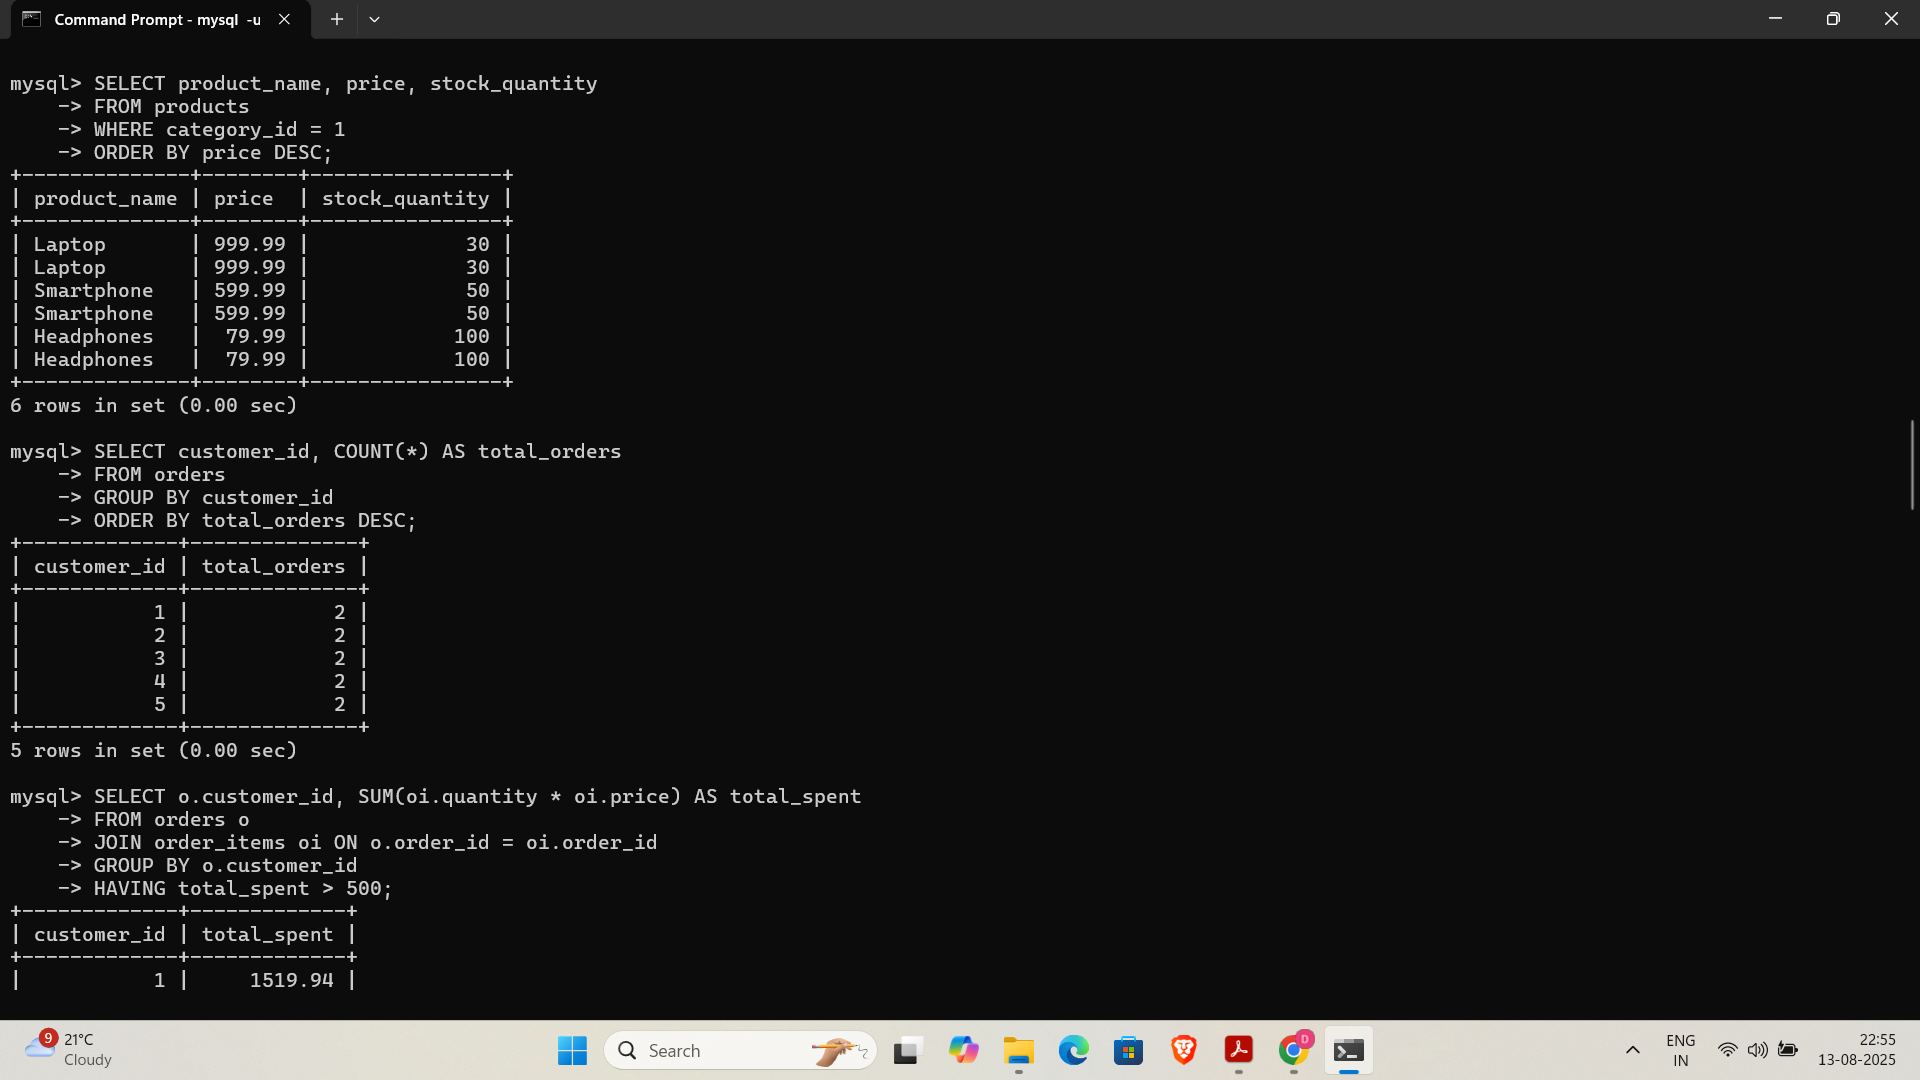 Command Prompt - mysql  -u
mysql> SELECT product_name, price, stock_quantity
    -> FROM products
    -> WHERE category_id = 1
    -> ORDER BY price DESC;
+--------------+--------+----------------+
| product_name | price  | stock_quantity |
+--------------+--------+----------------+
| Laptop       | 999.99 |             30 |
| Laptop       | 999.99 |             30 |
| Smartphone   | 599.99 |             50 |
| Smartphone   | 599.99 |             50 |
| Headphones   |  79.99 |            100 |
| Headphones   |  79.99 |            100 |
+--------------+--------+----------------+
6 rows in set (0.00 sec)
mysql> SELECT customer_id, COUNT(*) AS total_orders
    -> FROM orders
    -> GROUP BY customer_id
    -> ORDER BY total_orders DESC;
+-------------+--------------+
| customer_id | total_orders |
+-------------+--------------+
|           1 |            2 |
|           2 |            2 |
|           3 |            2 |
|           4 |            2 |
|           5 |            2 |
+-------------+--------------+
5 rows in set (0.00 sec)
mysql> SELECT o.customer_id, SUM(oi.quantity * oi.price) AS total_spent
    -> FROM orders o
    -> JOIN order_items oi ON o.order_id = oi.order_id
    -> GROUP BY o.customer_id
    -> HAVING total_spent > 500;
+-------------+-------------+
| customer_id | total_spent |
+-------------+-------------+
|           1 |     1519.94 |
9
21°C
Cloudy
Search
D
ENG
IN
22:55
13-08-2025